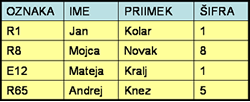 OZNAKA IME PRIIMEK ŠIFRA
R1 Jan Kolar 1
R8 Mojca Novak 8
E12 Mateja Kralj 1
R65 Andrej Knez 5